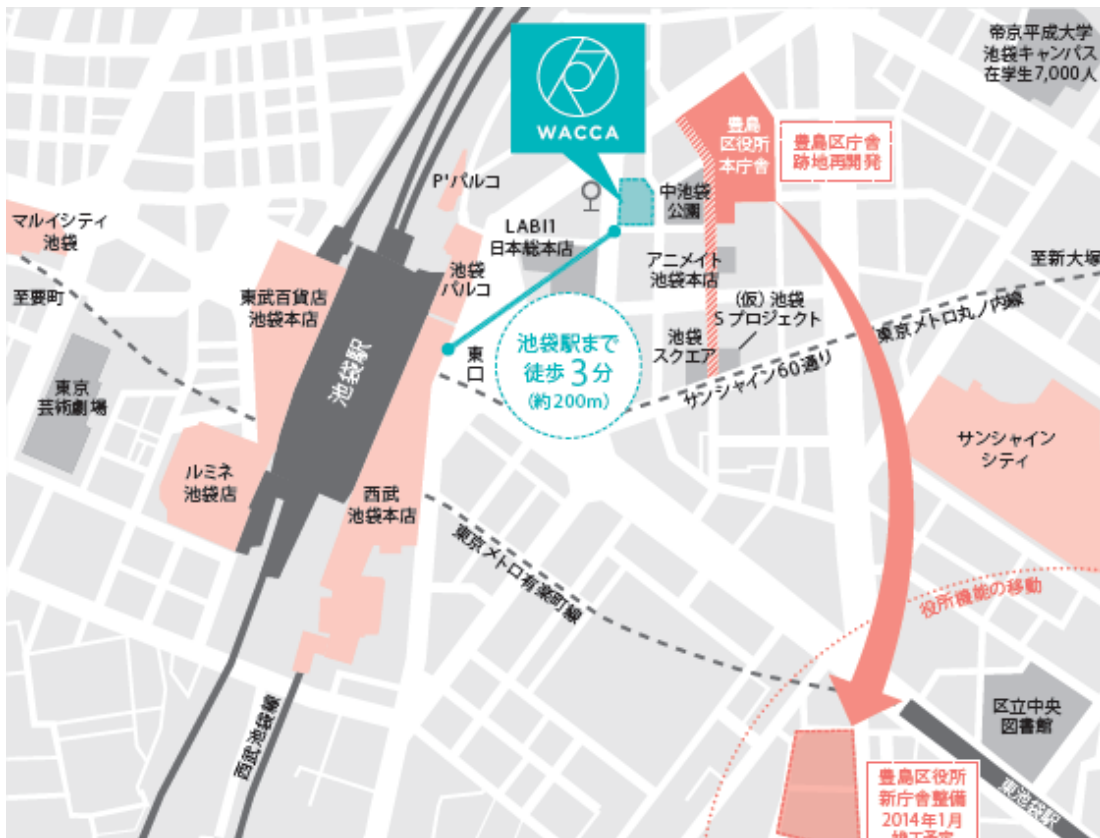 帝京平成大学
池袋キャンパス
在学生7,000人
WACCA
豊島
区役所
本庁舎
豊島区庁舎
跡地再開発
P'パルコ
中池袋
公園
マルイシティ
池袋
LABI1
日本総本店
池袋
パルコ
アニメイト
池袋本店
至新大塚
至要町
東武百貨店
池袋本店
(仮)池袋
Sプロジェクト
東京メトロ丸ノ内線
池袋駅
東口
池袋駅まで
徒歩3分
(約200m)
池袋
スクエア
サンシャイン60通り
東京
芸術劇場
サンシャイン
シティ
ルミネ
池袋店
西武
池袋本店
東京メトロ有楽町線
役所機能の移動
西武池袋線
区立中央
図書館
東池袋駅
豊島区役所
新庁舎整備
2014年1月
竣工予定